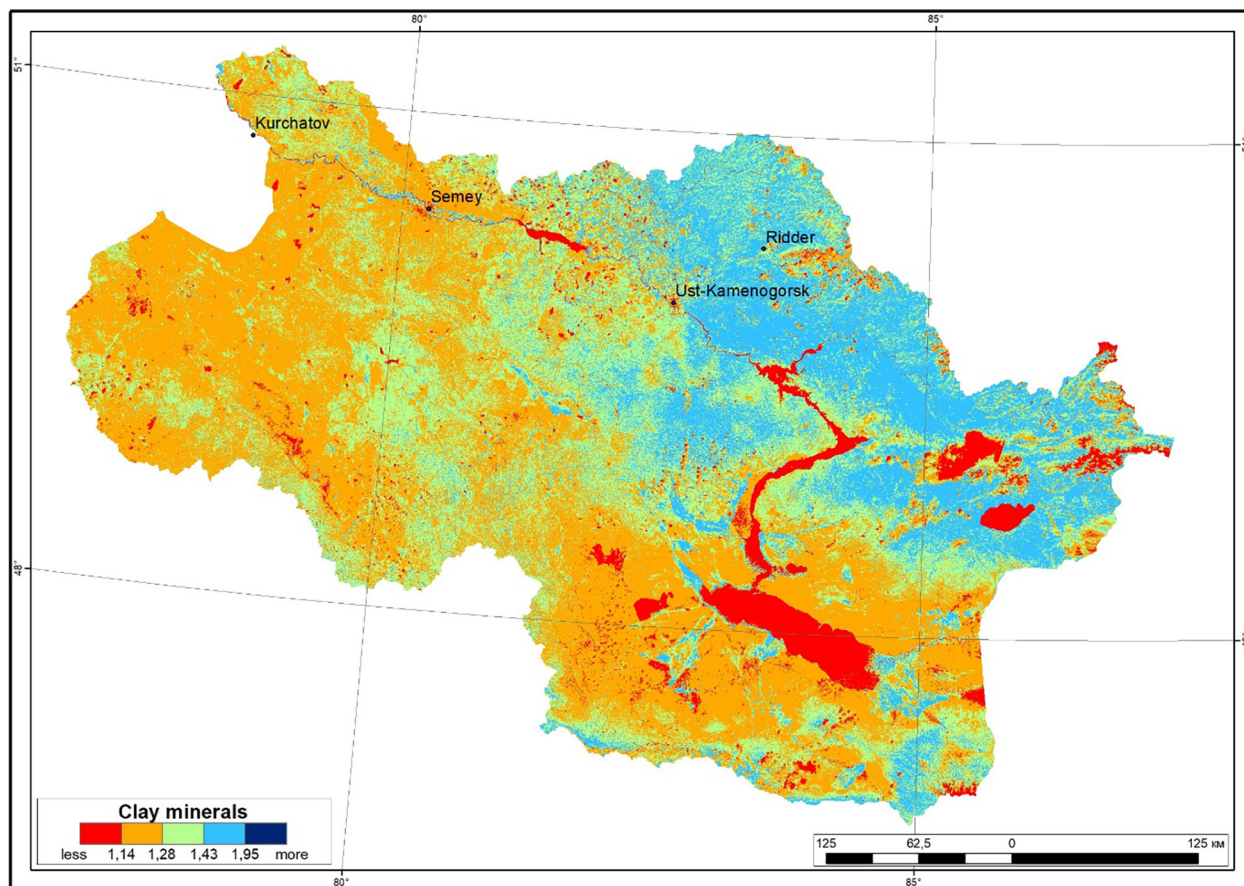 80°
85°
51°
Kurchatov
Semey
Ridder
Ust-Kamenogorsk
48°
Clay minerals
less 1,14 1,28 1,43 1,95 more
125 62,5 0 125 км
80°
85°